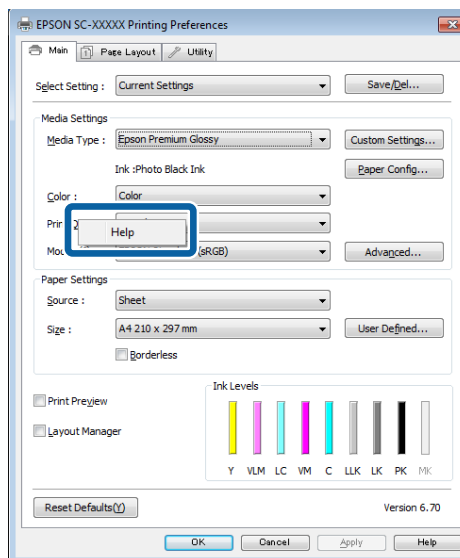 EPSON SC-XXXXX Printing Preferences
Main Page Layout Utility
Select Setting : Current Settings Save/Del...
Media Settings
Media Type : Epson Premium Glossy Custom Settings...
Ink :Photo Black Ink Paper Config...
Color : Color
Help
(sRGB) Advanced...
Paper Settings
Source : Sheet
Size : A4 210 x 297 mm User Defined...
Borderless
Ink Levels
Print Preview
Layout Manager
Y VLM LC VM C LLK LK PK MK
Reset Defaults(Y) Version 6.70
OK Cancel Apply Help